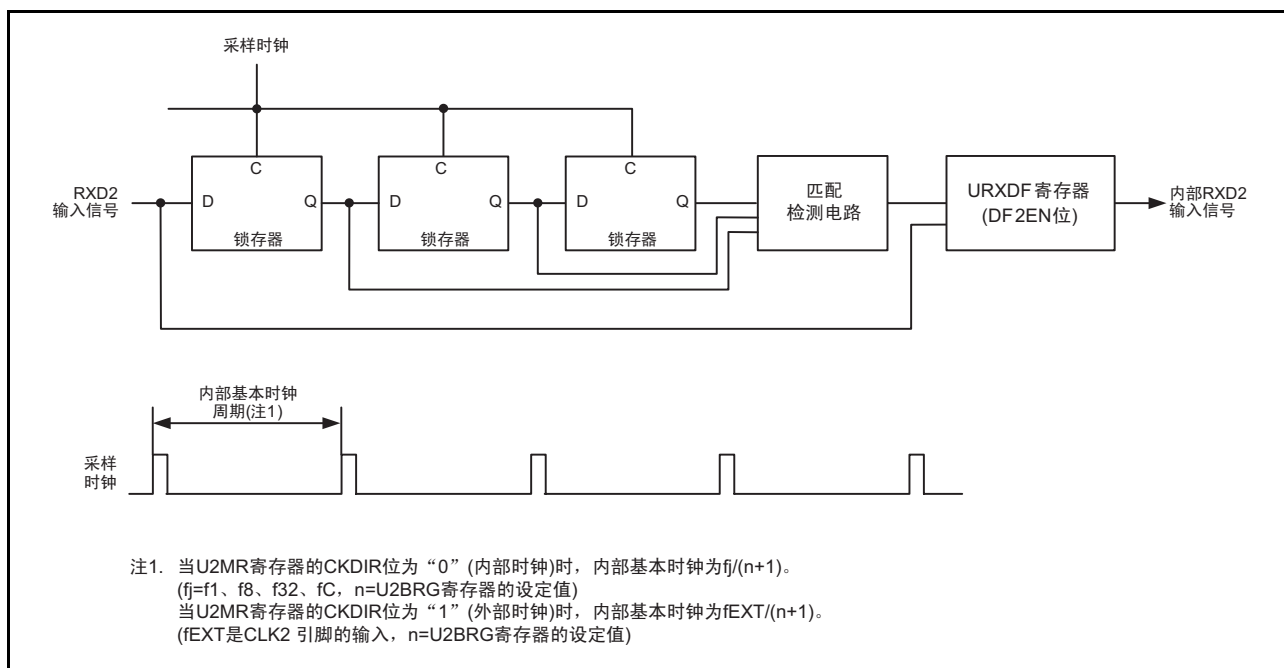 采样时钟
C
C
C
RXD2
输入信号
D
Q
D
Q
D
Q
锁存器
锁存器
锁存器
匹配
检测电路
URXDF 寄存器
(DF2EN位)
内部RXD2
输入信号
内部基本时钟
周期(注1)
采样
时钟
注1. 当U2MR寄存器的CKDIR位为“0”(内部时钟)时，内部基本时钟为fj/(n+1)。
(fj=f1、f8、f32、fC，n=U2BRG寄存器的设定值)
当U2MR寄存器的CKDIR位为“1”(外部时钟)时，内部基本时钟为fEXT/(n+1)。
(fEXT是CLK2 引脚的输入，n=U2BRG寄存器的设定值)